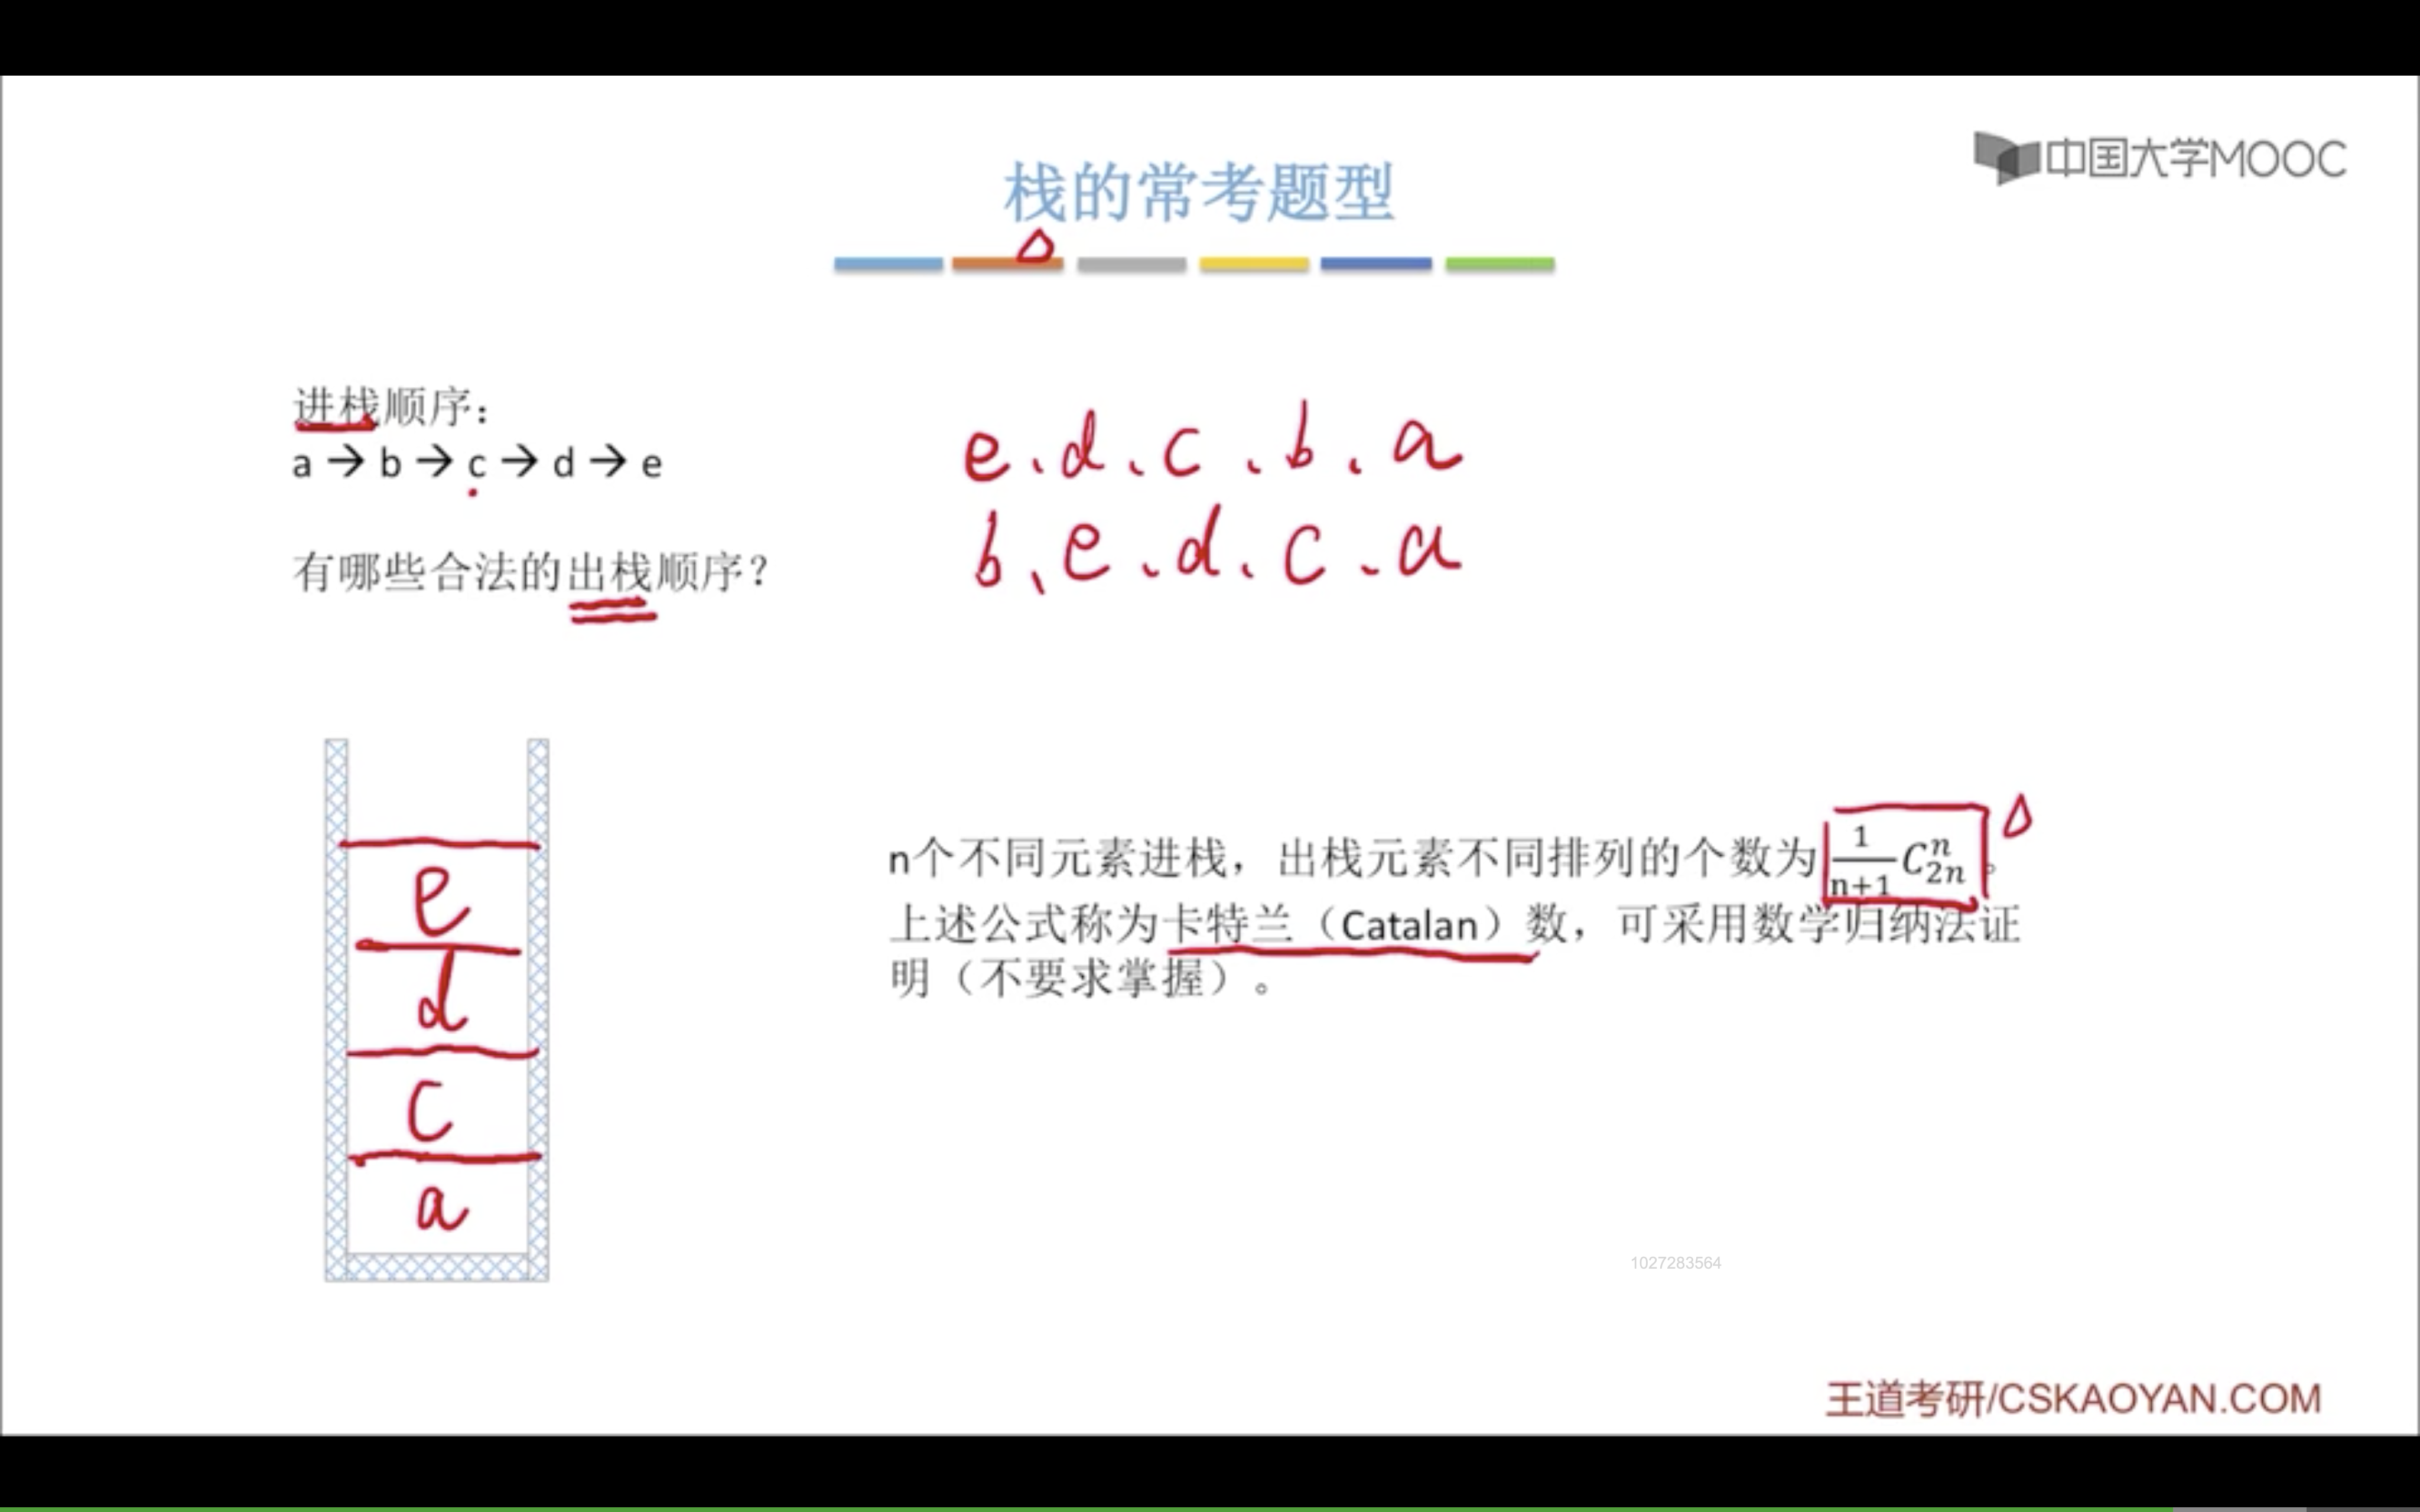 中国大学MOOC
栈的常考题型
进栈顺序：
a → b → c → d → e
有哪些合法的出栈顺序？
e、d、c、b、a
b、e、d、c、a
e
d
c
a
n个不同元素进栈，出栈元素不同排列的个数为 \frac{1}{n+1} C_{2n}^{n} 。
上述公式称为卡特兰（Catalan）数，可采用数学归纳法证
明（不要求掌握）。
1027283564
王道考研/CSKAOYAN.COM